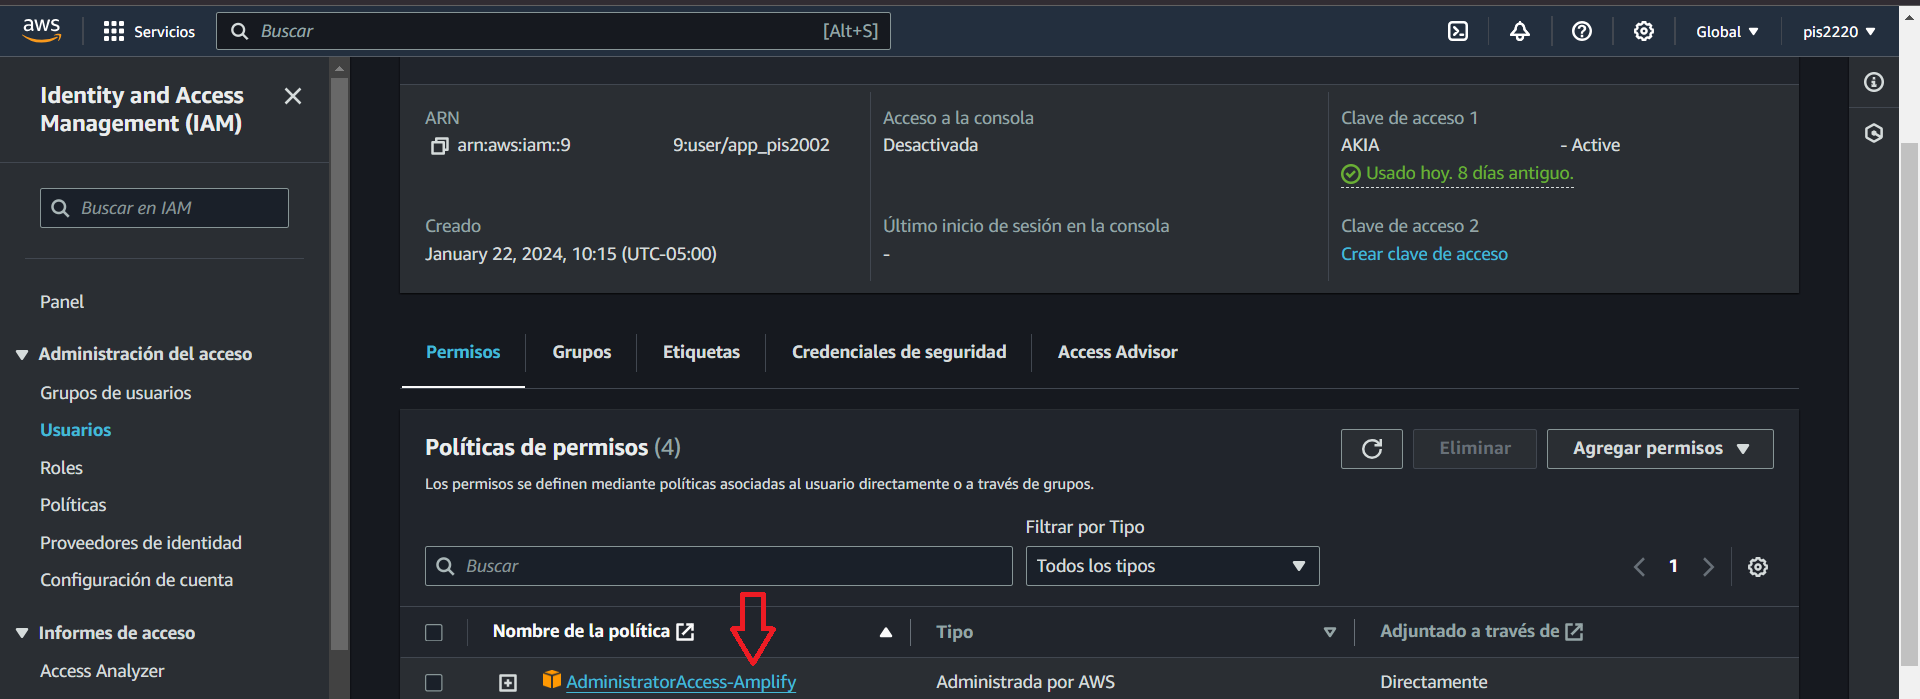 aws Servicios Buscar [Alt+S] Global pis2220
Identity and Access
Management (IAM)
Buscar en IAM
Panel
Administración del acceso
Grupos de usuarios
Usuarios
Roles
Políticas
Proveedores de identidad
Configuración de cuenta
Informes de acceso
Access Analyzer
ARN
arn:aws:iam::9 9:user/app_pis2002
Creado
January 22, 2024, 10:15 (UTC-05:00)
Acceso a la consola
Desactivada
Último inicio de sesión en la consola
-
Clave de acceso 1
AKIA - Active
Usado hoy. 8 días antiguo.
Clave de acceso 2
Crear clave de acceso
Permisos Grupos Etiquetas Credenciales de seguridad Access Advisor
Políticas de permisos (4)
Eliminar Agregar permisos
Los permisos se definen mediante políticas asociadas al usuario directamente o a través de grupos.
Filtrar por Tipo
Buscar Todos los tipos 1
Nombre de la política Tipo Adjuntado a través de
AdministratorAccess-Amplify Administrada por AWS Directamente